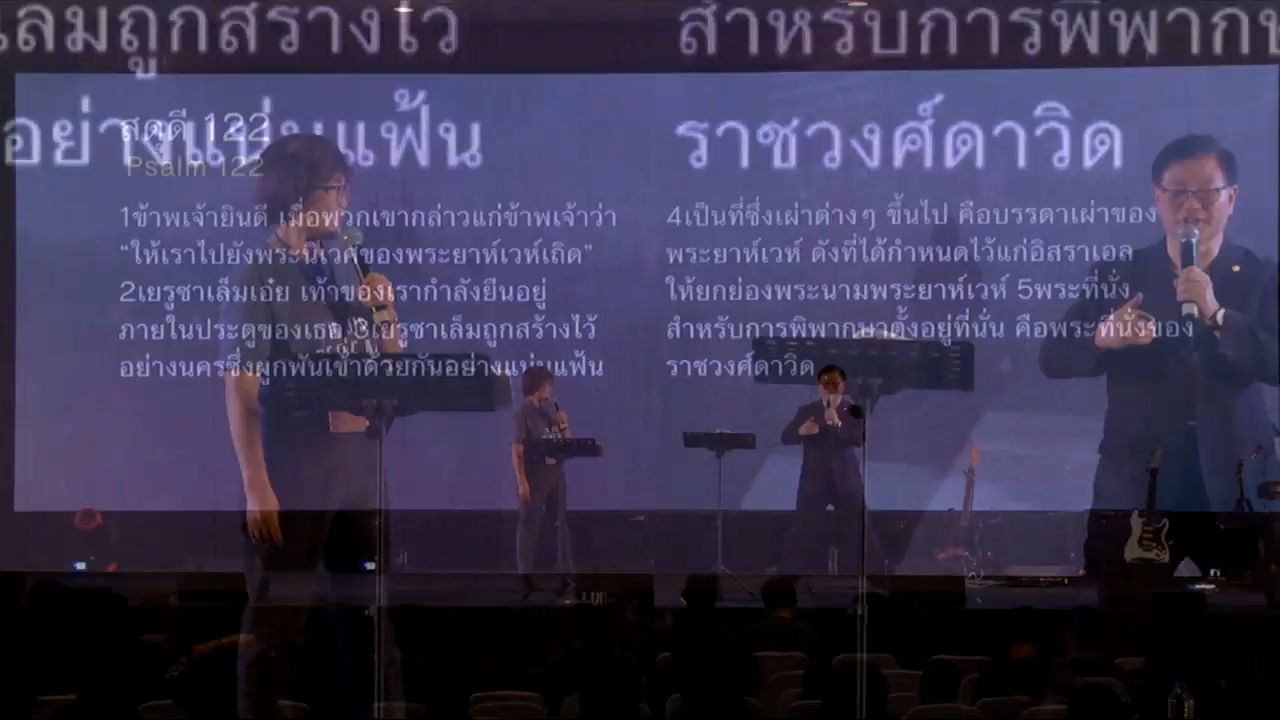 เล็มถูกสร้างไว้
อย่างแน่นแฟ้น
สำหรับการพิพากษ
ราชวงศ์ดาวิด
สดุดี 122
Psalm 122
1ข้าพเจ้ายินดี เมื่อพวกเขากล่าวแก่ข้าพเจ้าว่า
“ให้เราไปยังพระนิเวศของพระยาห์เวห์เถิด”
2เยรูซาเล็มเอ๋ย เท้าของเรากำลังยืนอยู่
ภายในประตูของเธอ 3เยรูซาเล็มถูกสร้างไว้
อย่างนครซึ่งผูกพันเข้าด้วยกันอย่างแน่นแฟ้น
4เป็นที่ซึ่งเผ่าต่างๆ ขึ้นไป คือบรรดาเผ่าของ
พระยาห์เวห์ ดังที่ได้กำหนดไว้แก่อิสราเอล
ให้ยกย่องพระนามพระยาห์เวห์ 5พระที่นั่ง
สำหรับการพิพากษาตั้งอยู่ที่นั่น คือพระที่นั่งของ
ราชวงศ์ดาวิด